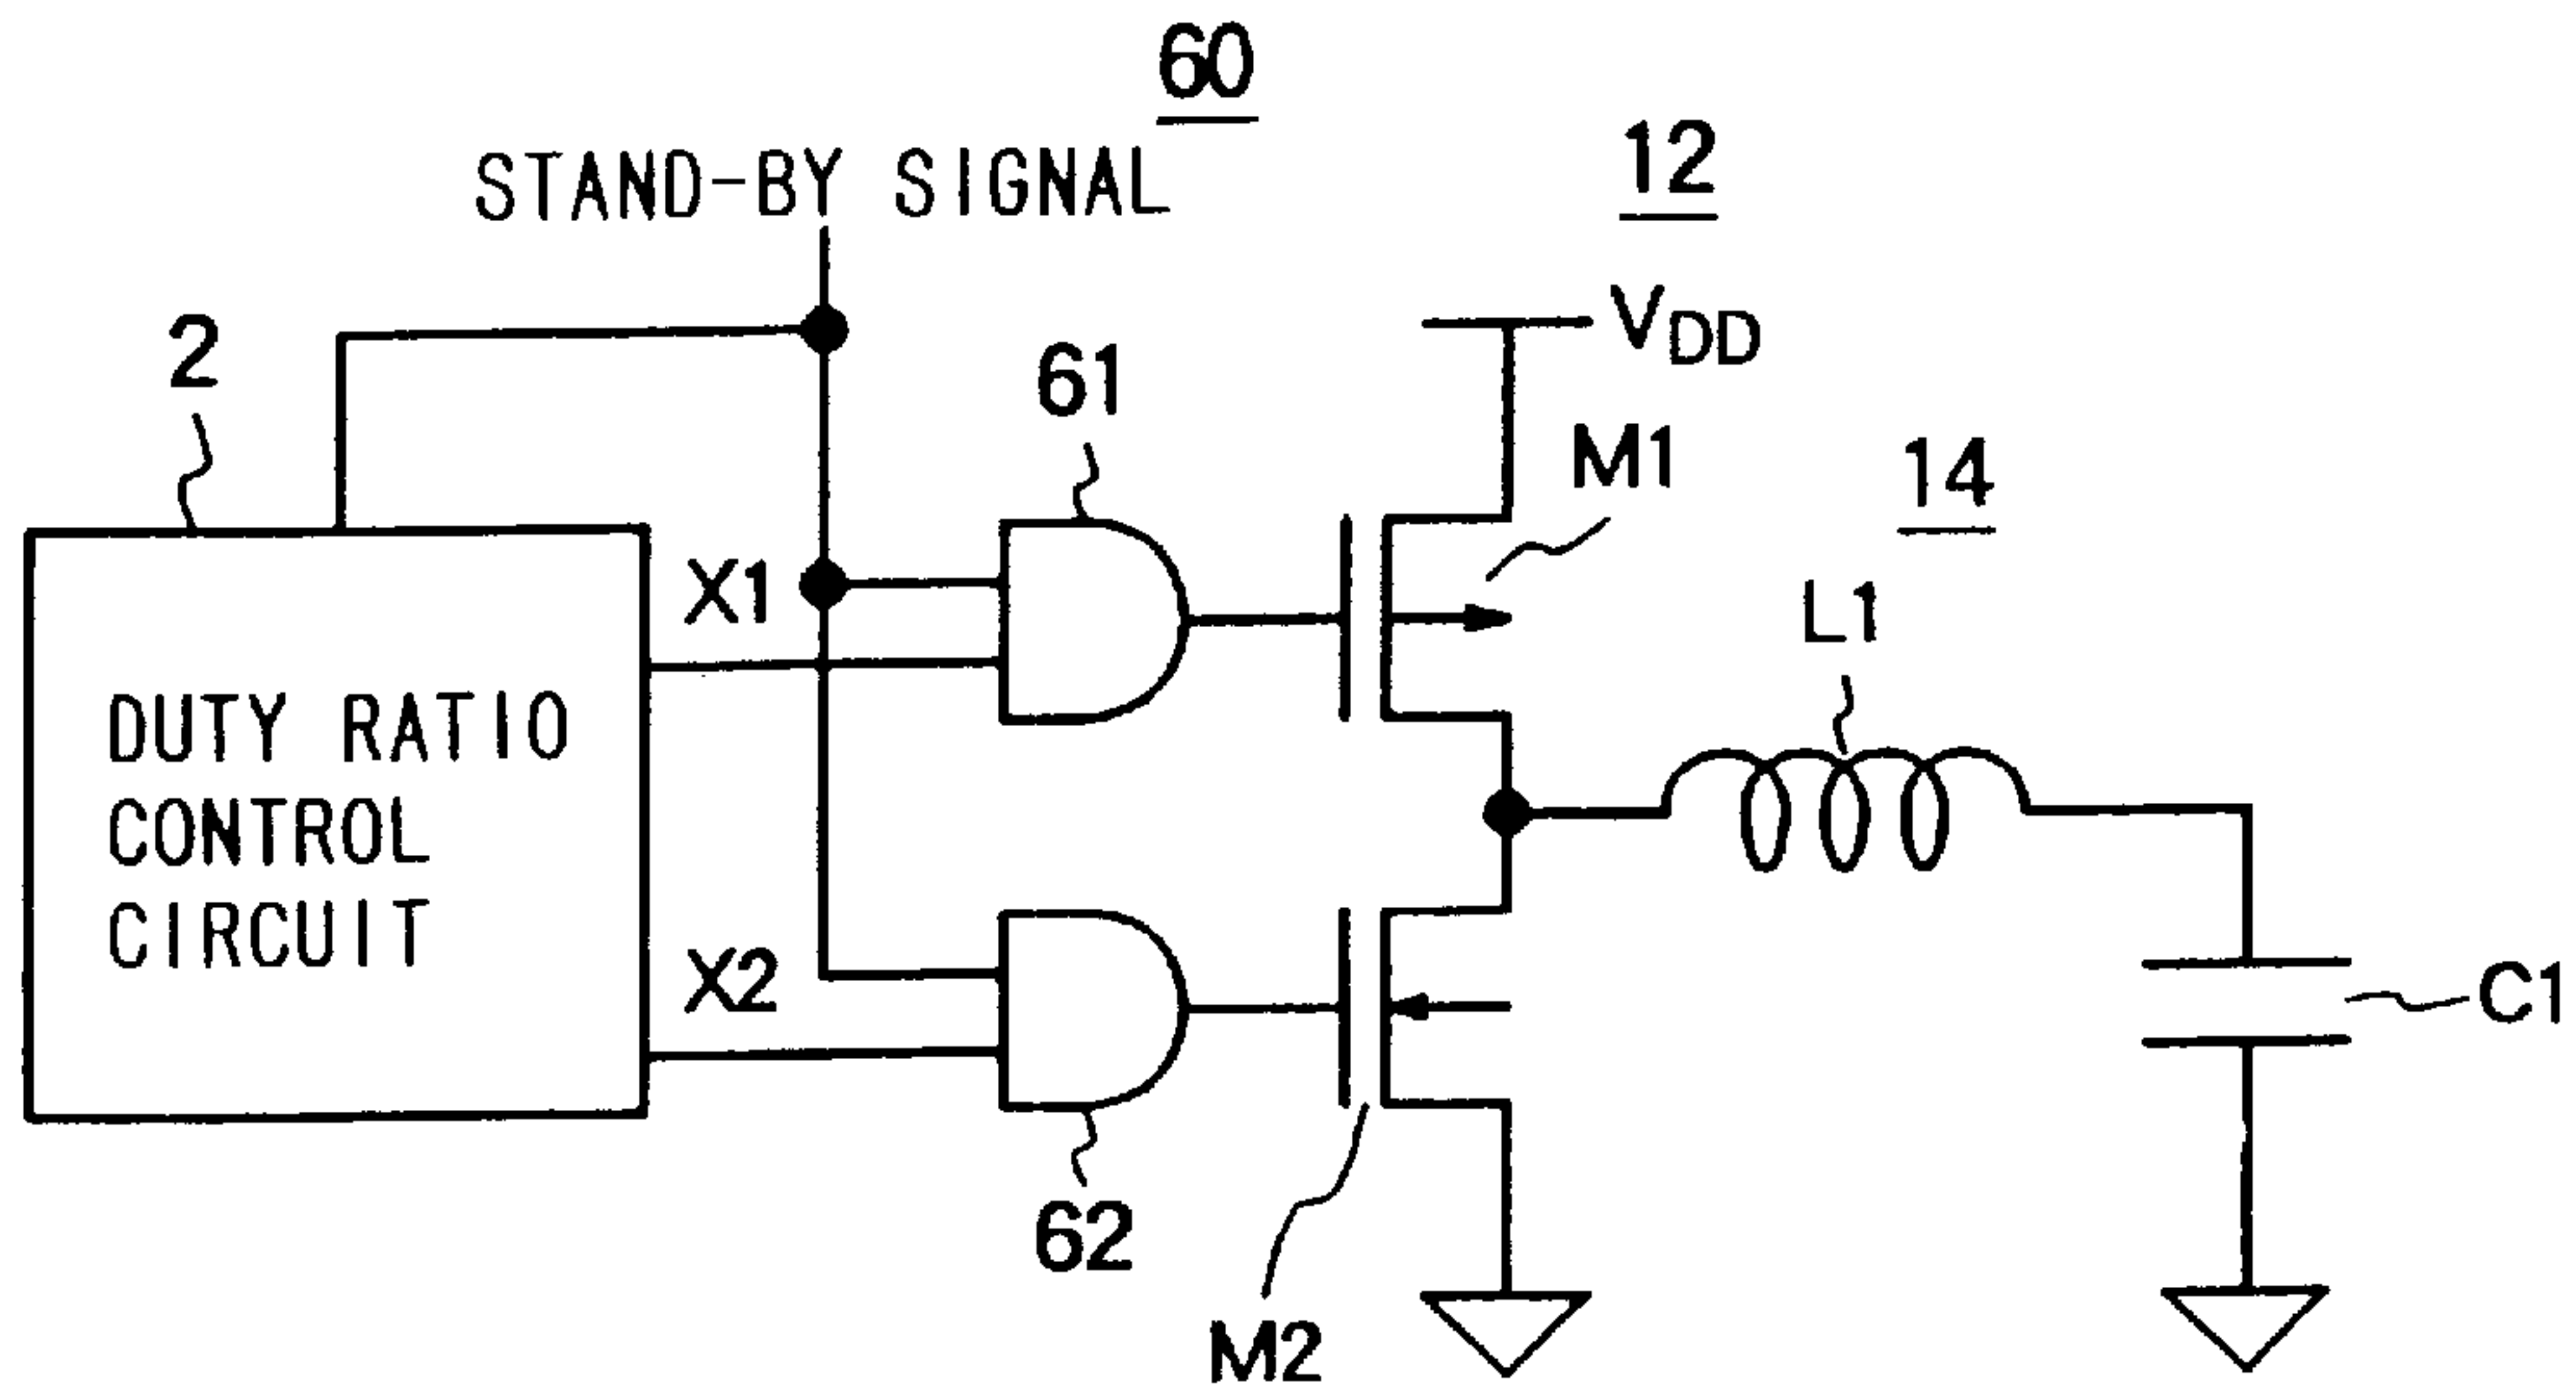 60
STAND-BY SIGNAL
12
VDD
2
61
M1
14
X1
L1
DUTY RATIO
CONTROL
CIRCUIT
X2
C1
62
M2